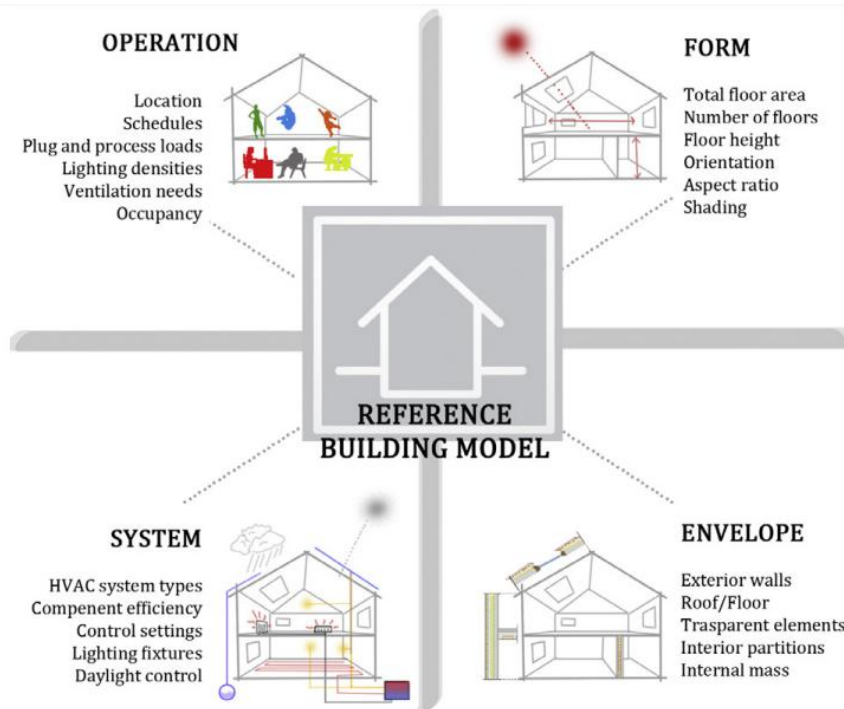 OPERATION
Location
Schedules
Plug and process loads
Lighting densities
Ventilation needs
Occupancy
FORM
Total floor area
Number of floors
Floor height
Orientation
Aspect ratio
Shading
REFERENCE
BUILDING MODEL
SYSTEM
HVAC system types
Compenent efficiency
Control settings
Lighting fixtures
Daylight control
ENVELOPE
Exterior walls
Roof/Floor
Trasparent elements
Interior partitions
Internal mass